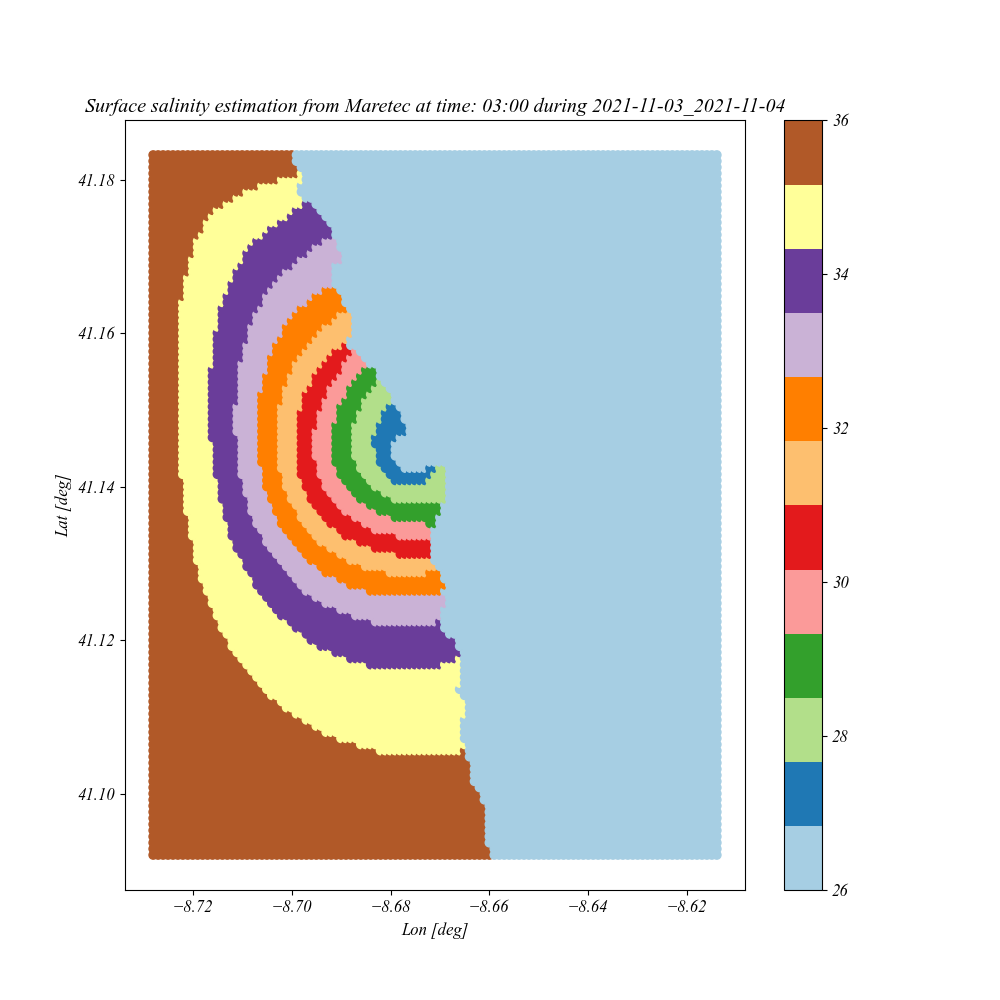 Surface salinity estimation from Maretec at time: 03:00 during 2021-11-03_2021-11-04
36
41.18
34
41.16
32
Lat [deg]
41.14
30
41.12
28
41.10
26
−8.72 −8.70 −8.68 −8.66 −8.64 −8.62
Lon [deg]